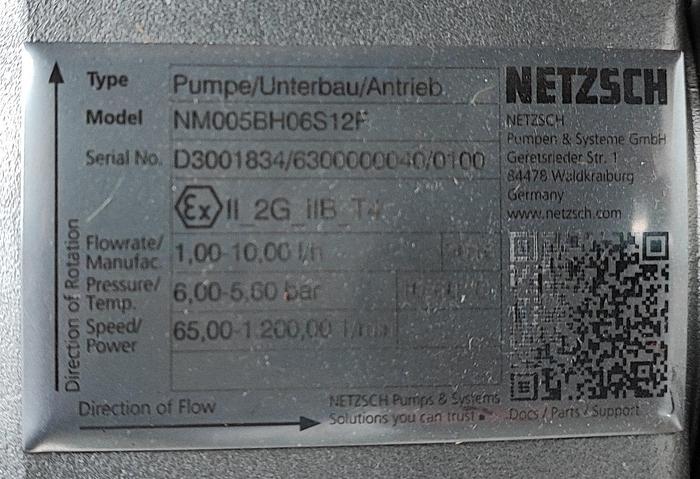 Type Pumpe/Unterbau/Antrieb
Model NM005BH06S12F
Serial No. D3001834/6300000040/0100
Ex II_2G_IIB_T4
Flowrate/ Manufac. 1,00-10,00 l/h
Pressure/ Temp. 6,00-5,60 bar
Speed/ Power 65,00-1.200,00
Direction of Rotation
Direction of Flow
NETZSCH Pumps & Systems
Solutions you can trust
NETZSCH
NETZSCH
Pumpen & Systeme GmbH
Geretsrieder Str. 1
84478 Waldkraiburg
Germany
www.netzsch.com
Docs / Parts / Support